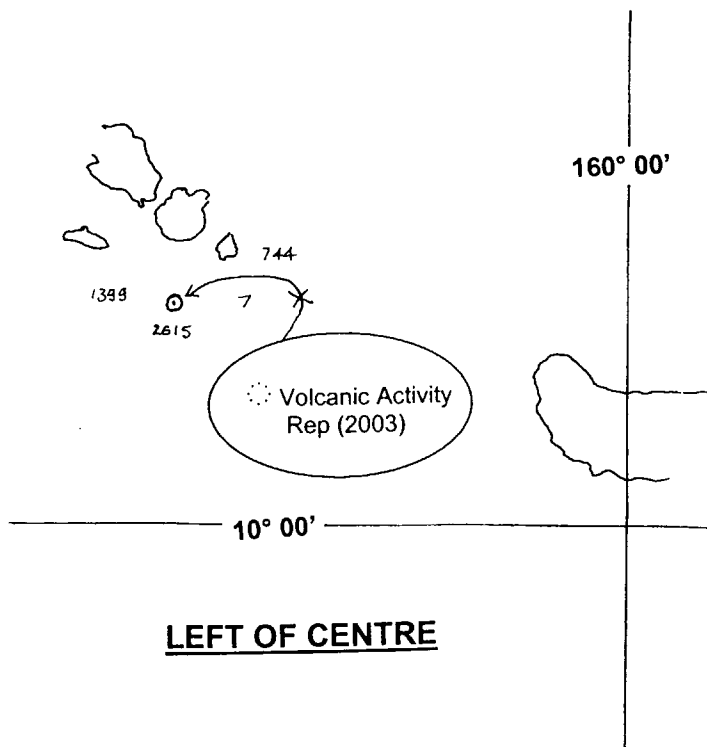 160° 00'
744
1399
7
2615
Volcanic Activity
Rep (2003)
10° 00'
LEFT OF CENTRE